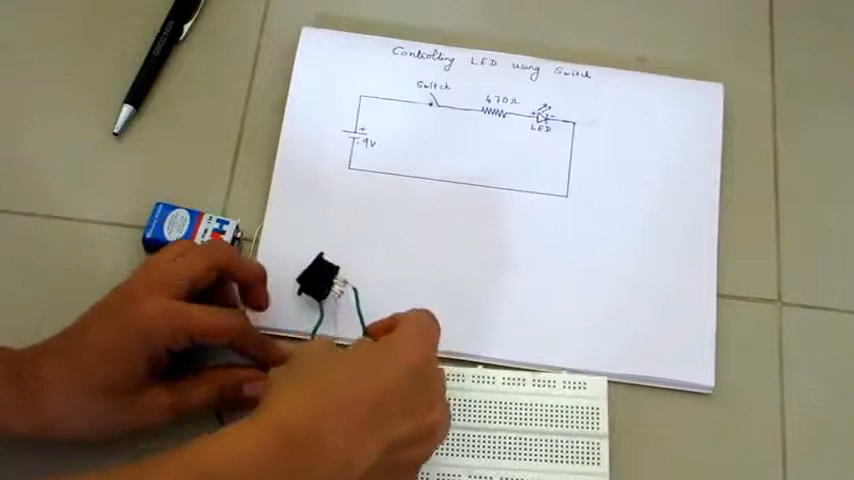 Controlling LED using Switch
Switch
470Ω
+ -
LED
+
- 9V
H